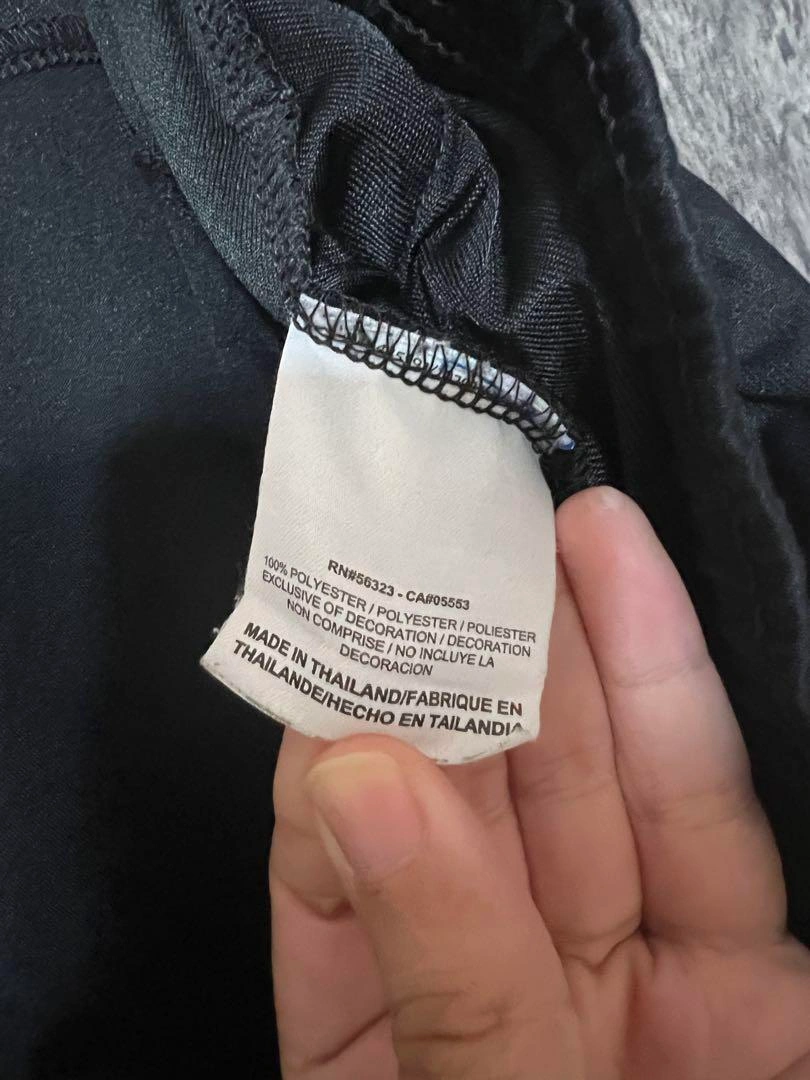 RN#56323 - CA#05553
100% POLYESTER / POLYESTER / POLIESTER
EXCLUSIVE OF DECORATION / DECORATION
NON COMPRISE / NO INCLUYE LA
DECORACION
MADE IN THAILAND/FABRIQUE EN
THAILANDE/HECHO EN TAILANDIA